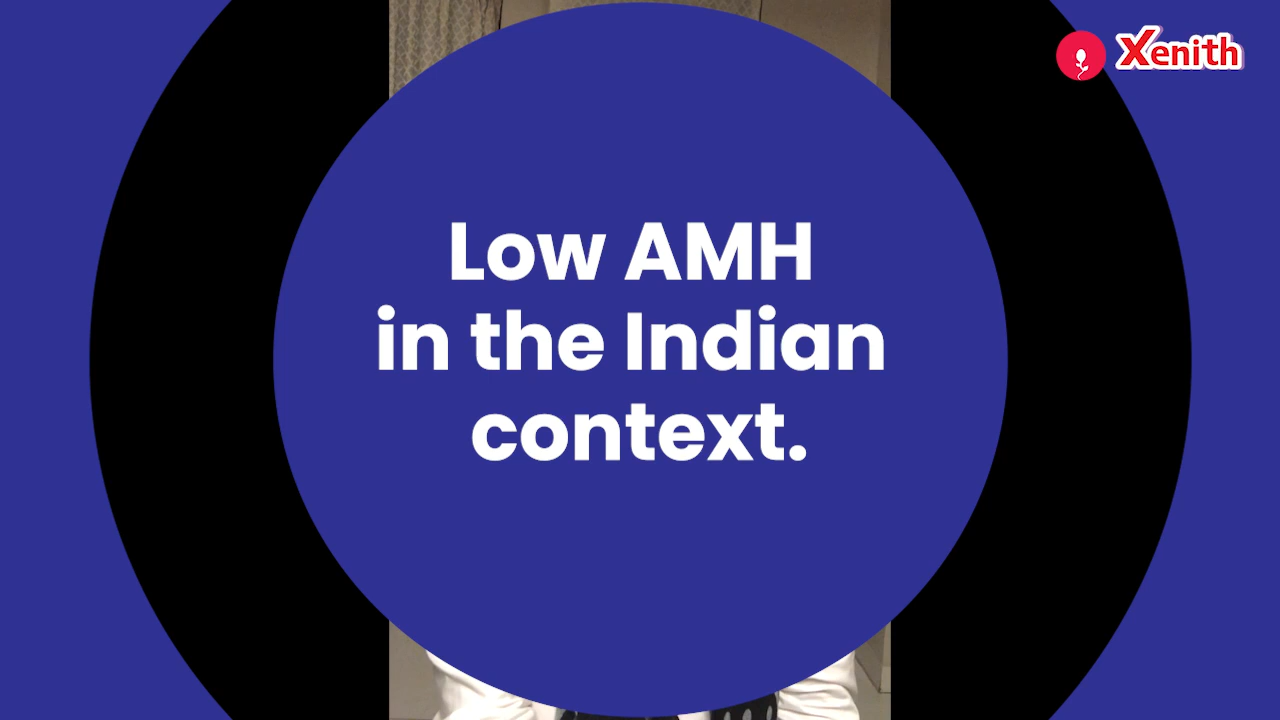 Xenith
Low AMH
in the Indian
context.